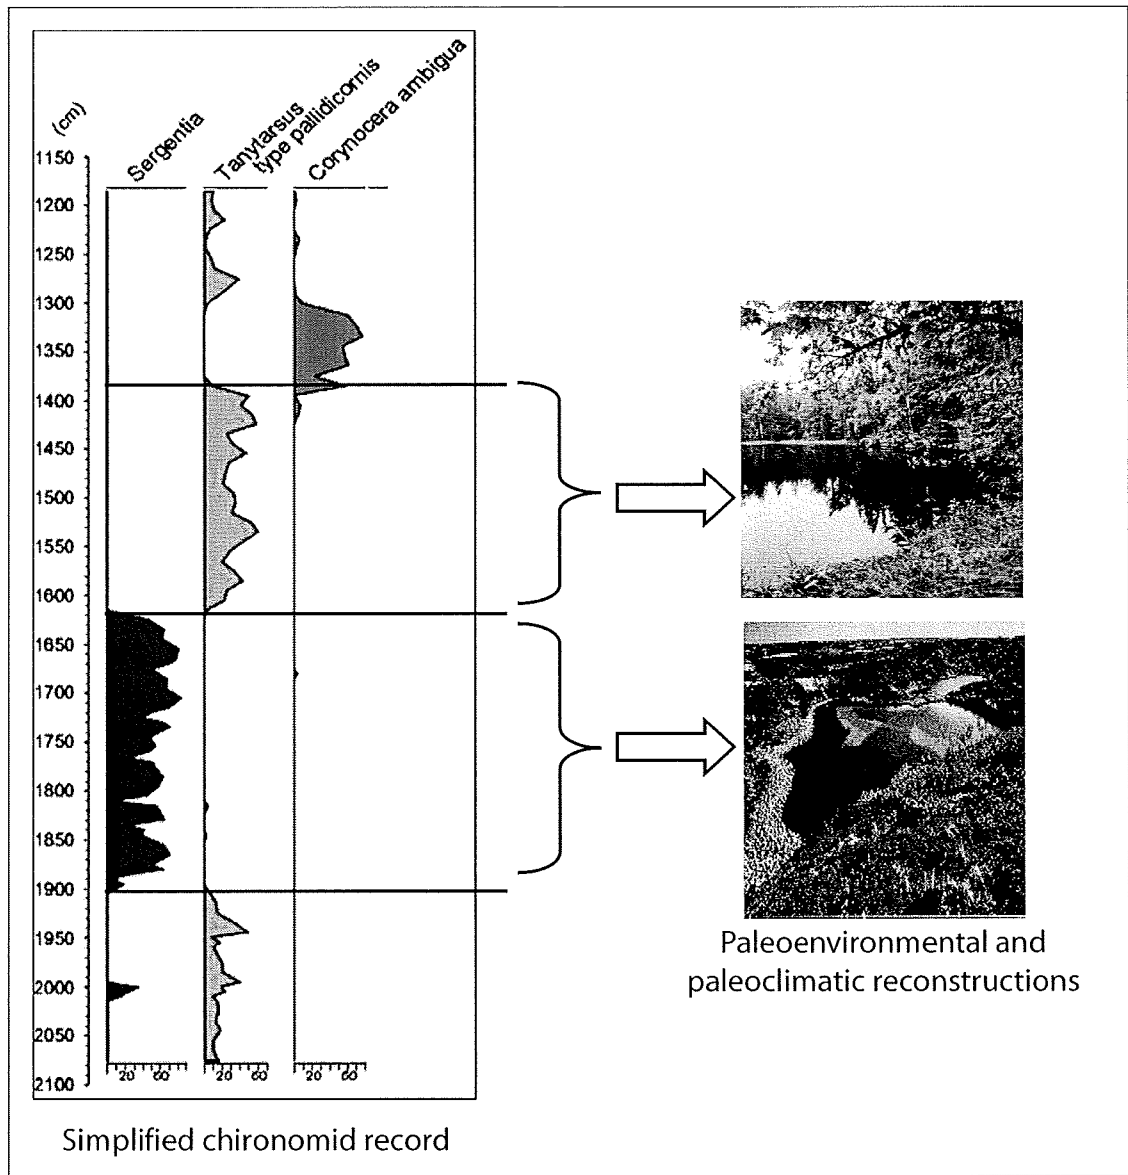 (cm)
Sergentia
Tanytarsus
type pallidicornis
Corynocera ambigua
1150
1200
1250
1300
1350
1400
1450
1500
1550
1600
1650
1700
1750
1800
1850
1900
1950
2000
2050
2100
20 60
20 60
20 60
Simplified chironomid record
Paleoenvironmental and
paleoclimatic reconstructions